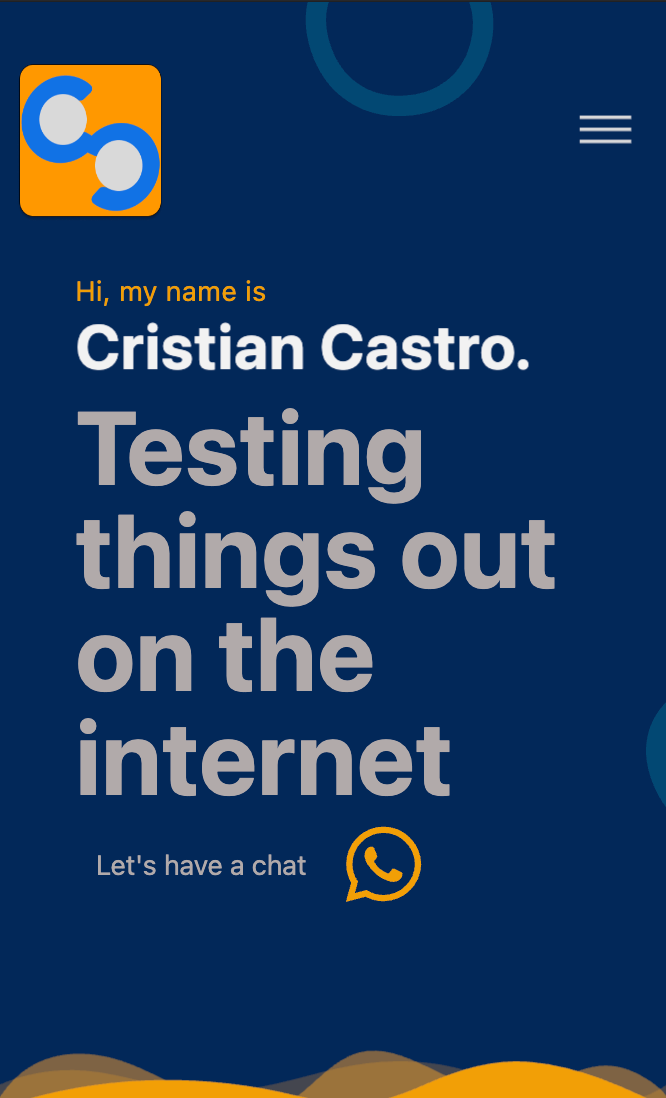 Hi, my name is
Cristian Castro.
Testing
things out
on the
internet
Let's have a chat